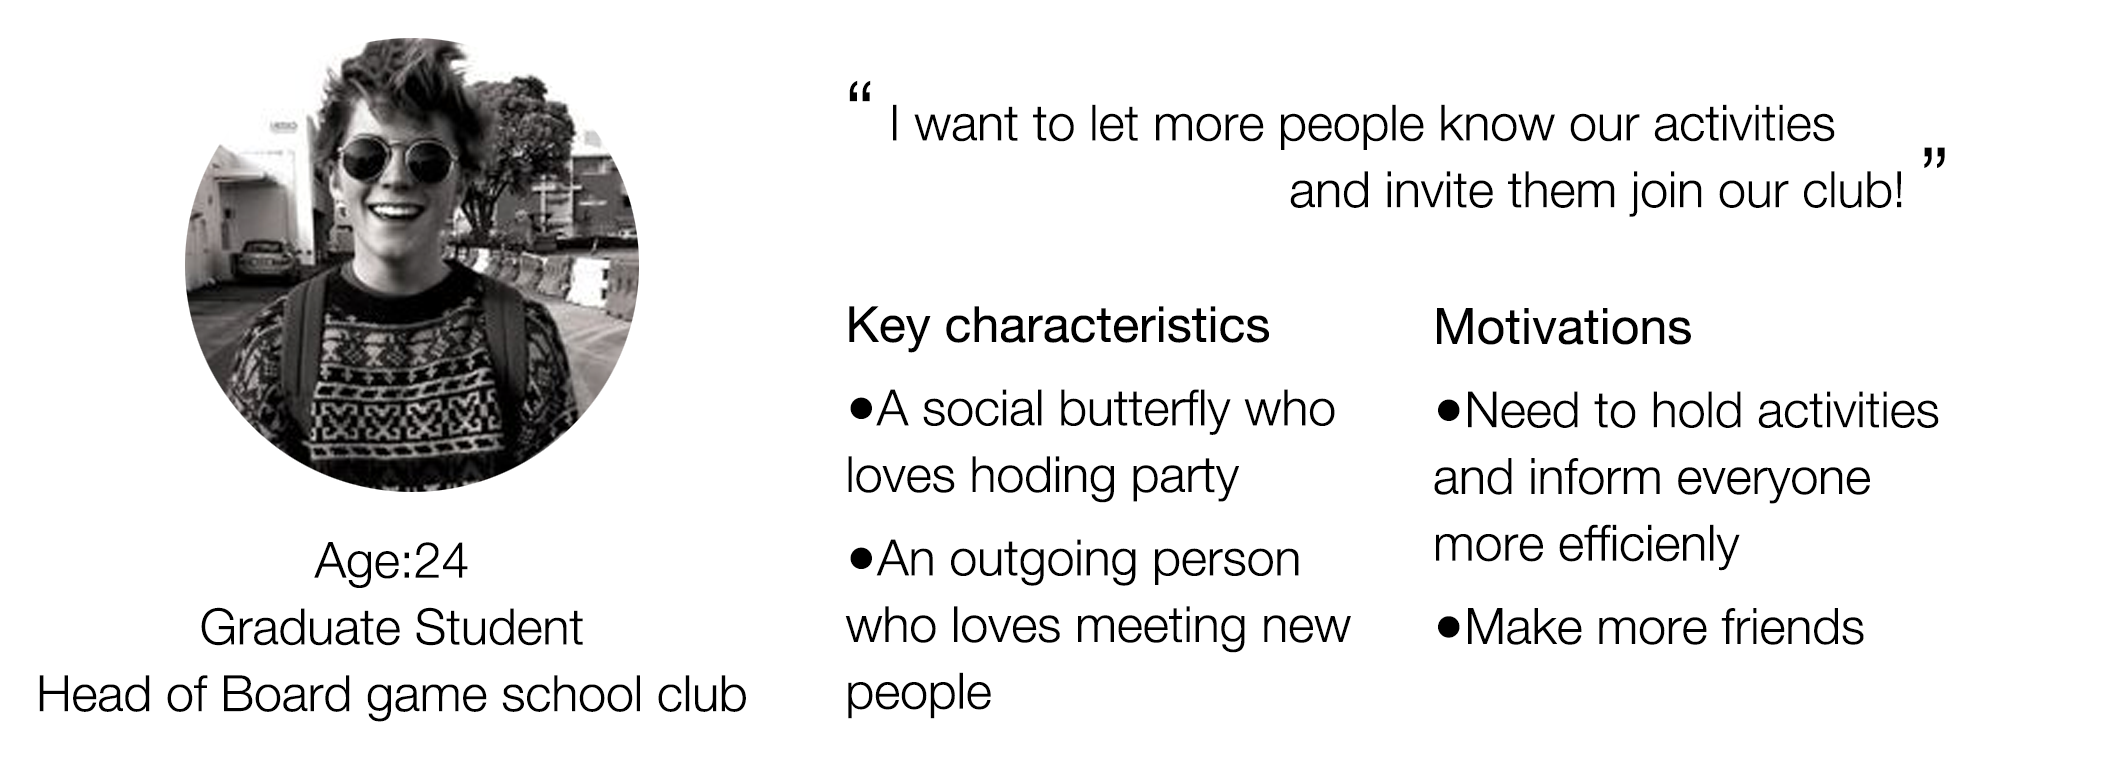 “ I want to let more people know our activities
and invite them join our club! ”
Key characteristics
●A social butterfly who
loves hoding party
●An outgoing person
who loves meeting new
people
Motivations
●Need to hold activities
and inform everyone
more efficienly
●Make more friends
Age:24
Graduate Student
Head of Board game school club